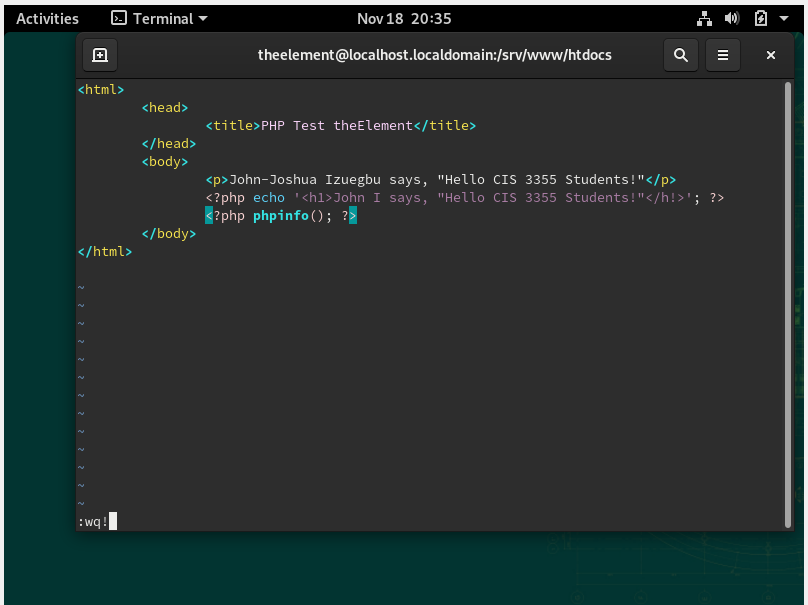 Activities Terminal Nov 18 20:35
theelement@localhost.localdomain:/srv/www/htdocs
<html>
<head>
<title>PHP Test theElement</title>
</head>
<body>
<p>John-Joshua Izuegbu says, "Hello CIS 3355 Students!"</p>
<?php echo '<h1>John I says, "Hello CIS 3355 Students!"</h!>'; ?>
<?php phpinfo(); ?>
</body>
</html>
~
~
~
~
~
~
~
~
~
~
~
~
~
:wq!